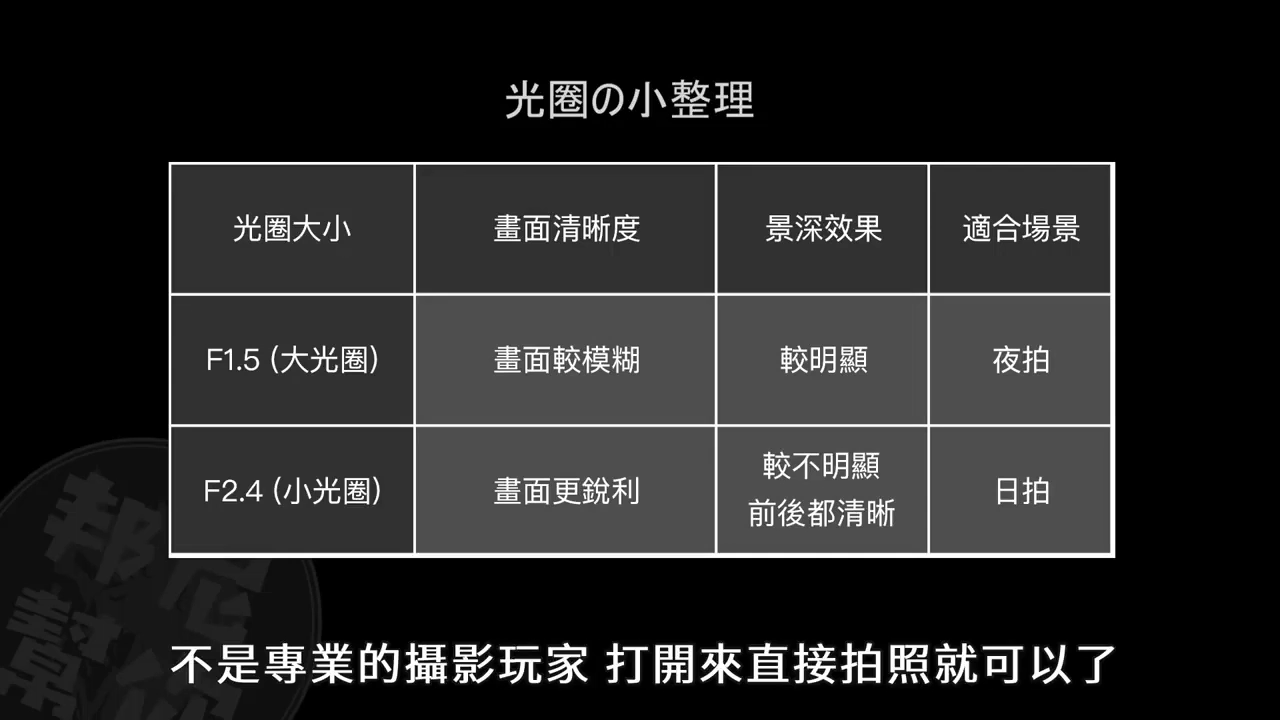 光圈の小整理
光圈大小 畫面清晰度 景深效果 適合場景
F1.5 (大光圈) 畫面較模糊 較明顯 夜拍
F2.4 (小光圈) 畫面更銳利 較不明顯 前後都清晰 日拍
邦尼
幫你
不是專業的攝影玩家 打開來直接拍照就可以了